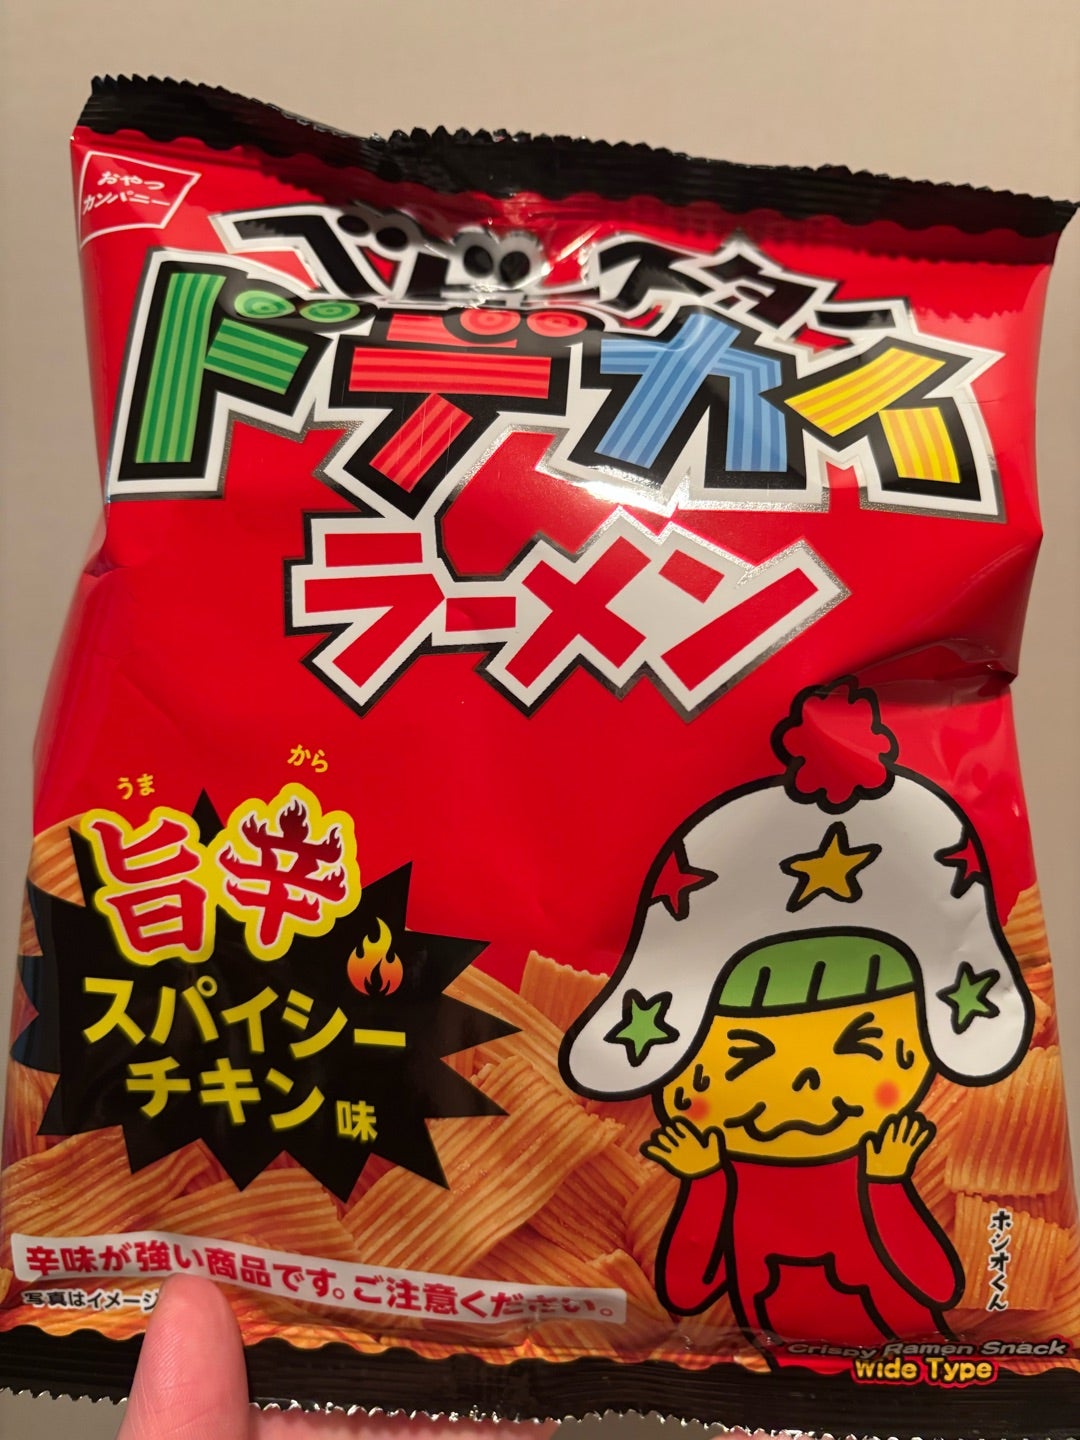 おやつ
カンパニー
ベビースター
ドデカイ
ラーメン
うま から
旨辛
スパイシー
チキン味
ホシオくん
辛味が強い商品です。ご注意ください。
写真はイメージ
Crispy Ramen Snack
Wide Type